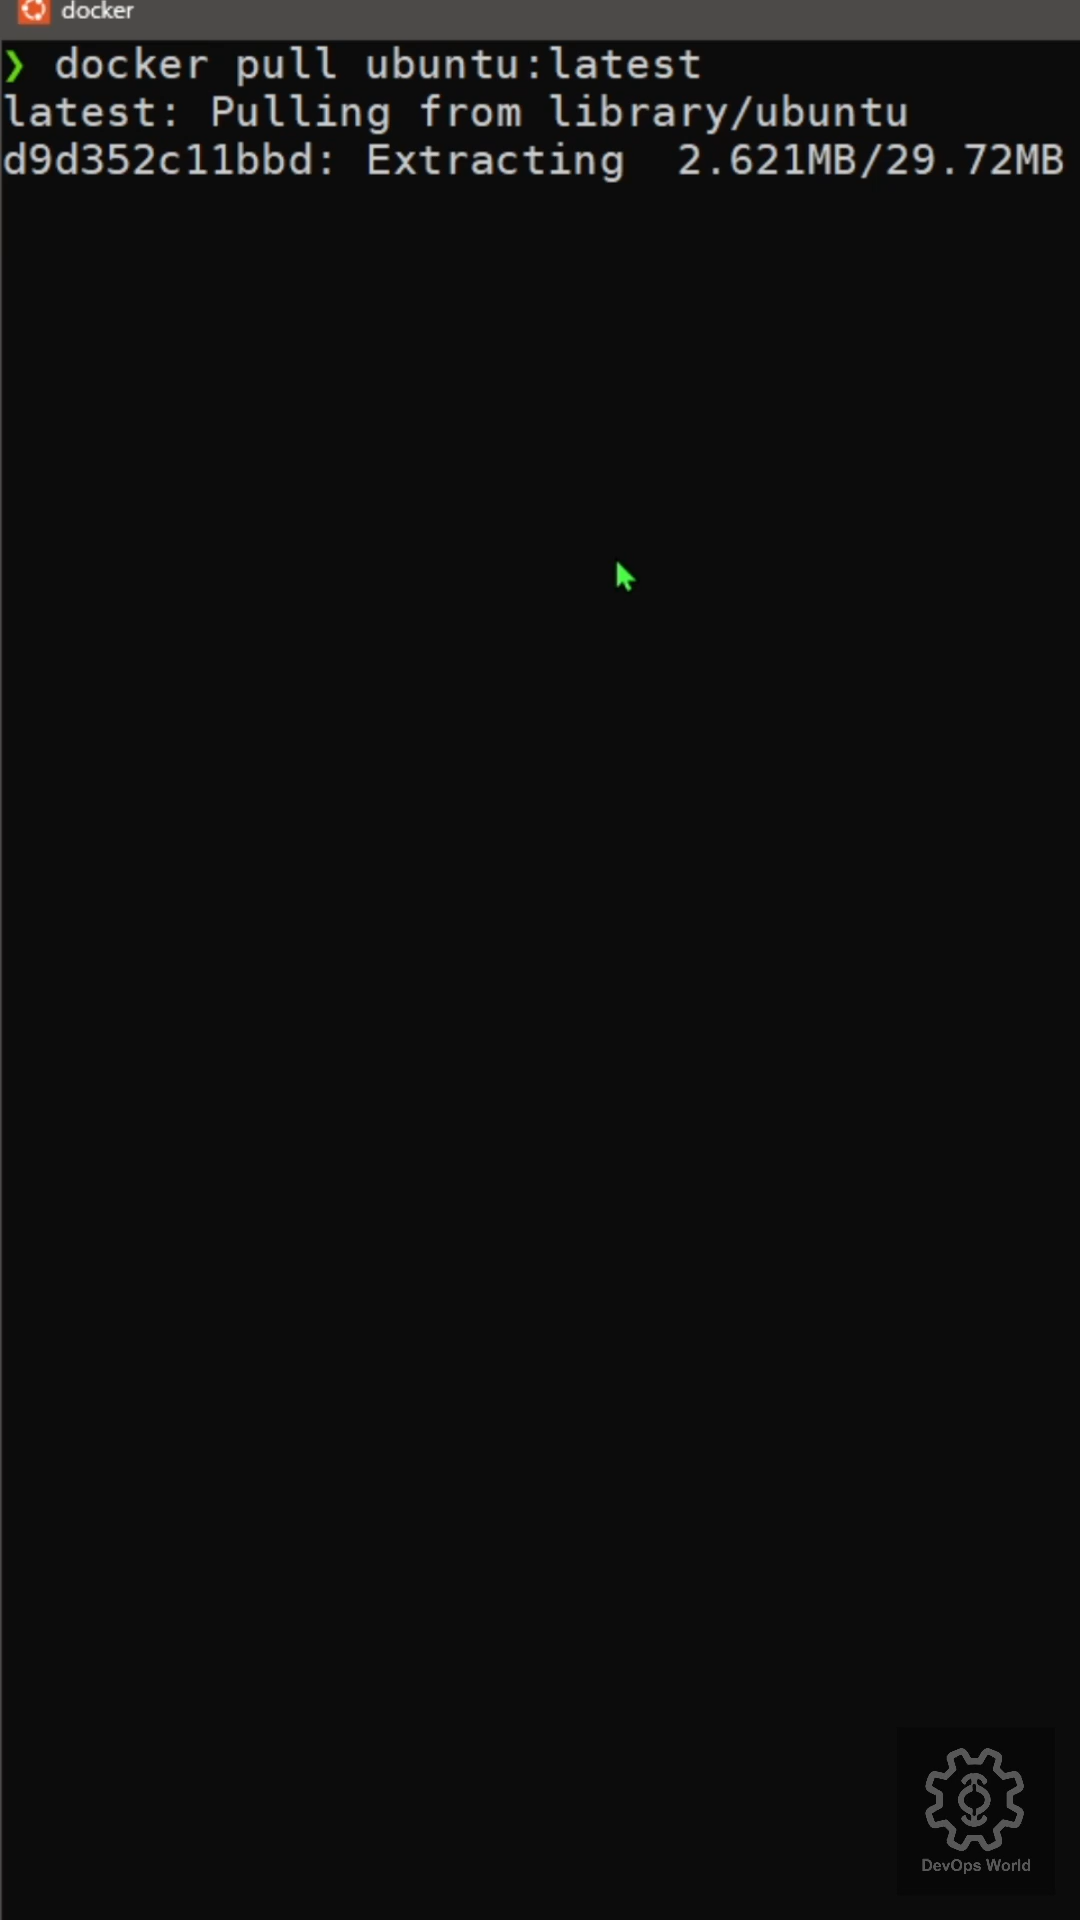 docker
❯ docker pull ubuntu:latest
latest: Pulling from library/ubuntu
d9d352c11bbd: Extracting  2.621MB/29.72MB
DevOps World